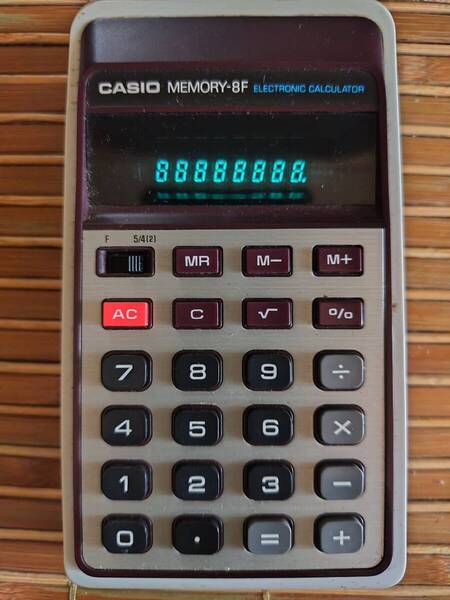 CASIO MEMORY-8F ELECTRONIC CALCULATOR
88888888.
F 5/4(2)
MR M− M+
AC C √ %
7 8 9 ÷
4 5 6 ×
1 2 3 −
0 . = +